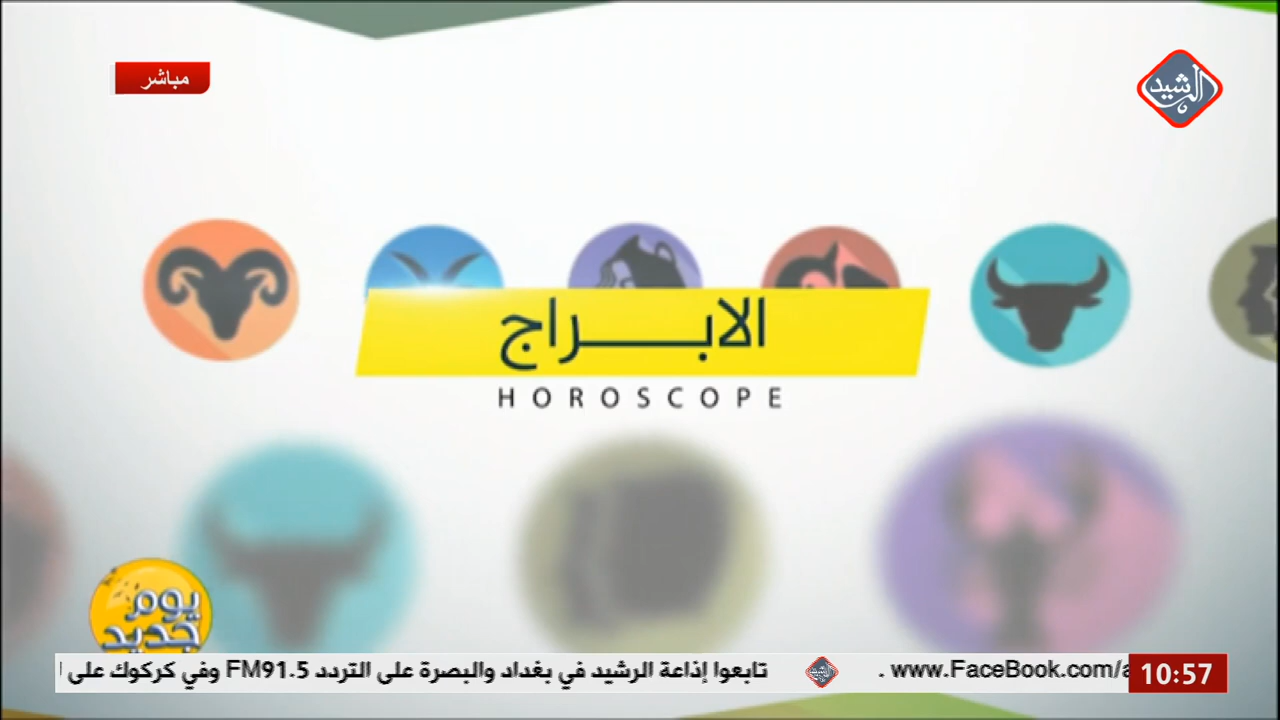 مباشر
الرشيد
الابـــراج
HOROSCOPE
يوم جديد
تابعوا إذاعة الرشيد في بغداد والبصرة على التردد FM91.5 وفي كركوك على
www.FaceBook.com/a .
10:57